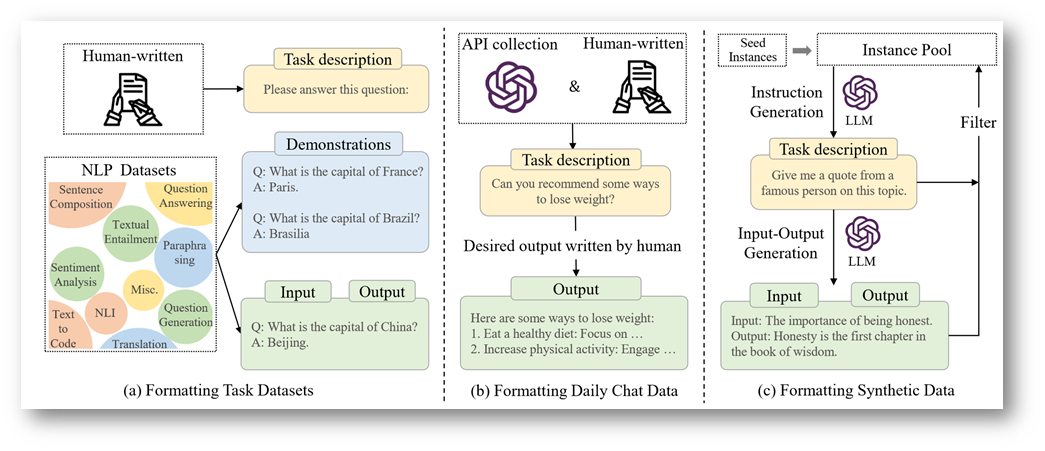 Human-written
Task description
Please answer this question:
NLP Datasets
Sentence
Composition
Question
Answering
Textual
Entailment
Paraphra
sing
Sentiment
Analysis
Misc.
NLI
Question
Generation
Text
to
Code
Translation
Demonstrations
Q: What is the capital of France?
A: Paris.
Q: What is the capital of Brazil?
A: Brasilia
Input
Output
Q: What is the capital of China?
A: Beijing.
(a) Formatting Task Datasets
API collection
&
Human-written
Task description
Can you recommend some ways
to lose weight?
Desired output written by human
Output
Here are some ways to lose weight:
1. Eat a healthy diet: Focus on …
2. Increase physical activity: Engage …
(b) Formatting Daily Chat Data
Seed
Instances
Instance Pool
Instruction
Generation
LLM
Filter
Task description
Give me a quote from a
famous person on this topic.
Input-Output
Generation
LLM
Input
Output
Input: The importance of being honest.
Output: Honesty is the first chapter in
the book of wisdom.
(c) Formatting Synthetic Data